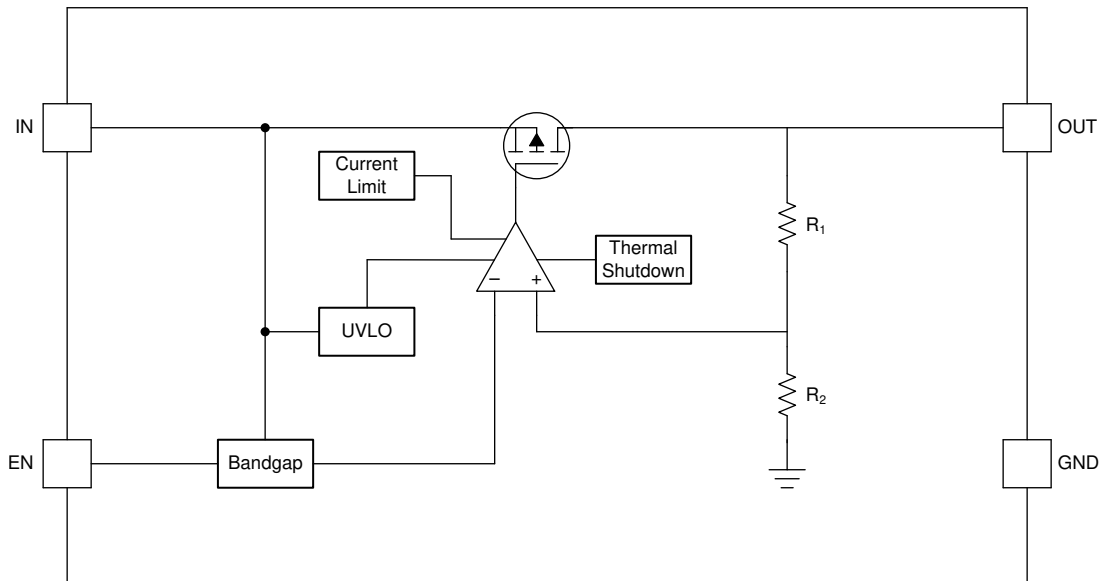 IN
OUT
Current
Limit
R1
Thermal
Shutdown
− +
UVLO
R2
EN
Bandgap
GND